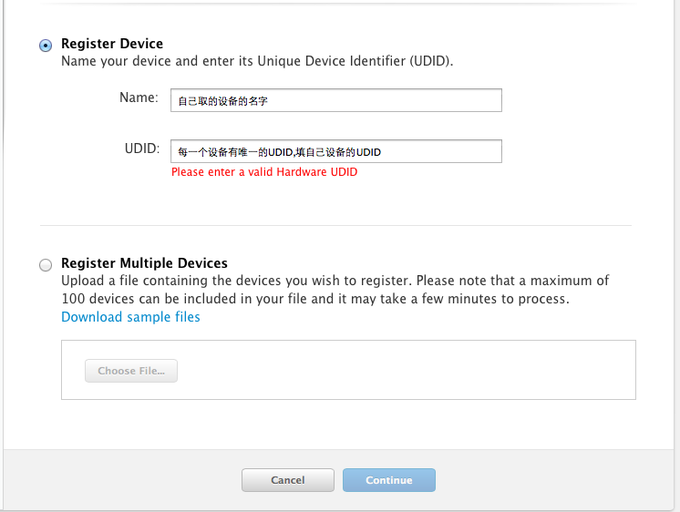 Register Device
Name your device and enter its Unique Device Identifier (UDID).
Name: 自己取的设备的名字
UDID: 每一个设备有唯一的UDID,填自己设备的UDID
Please enter a valid Hardware UDID
Register Multiple Devices
Upload a file containing the devices you wish to register. Please note that a maximum of
100 devices can be included in your file and it may take a few minutes to process.
Download sample files
Choose File...
Cancel Continue